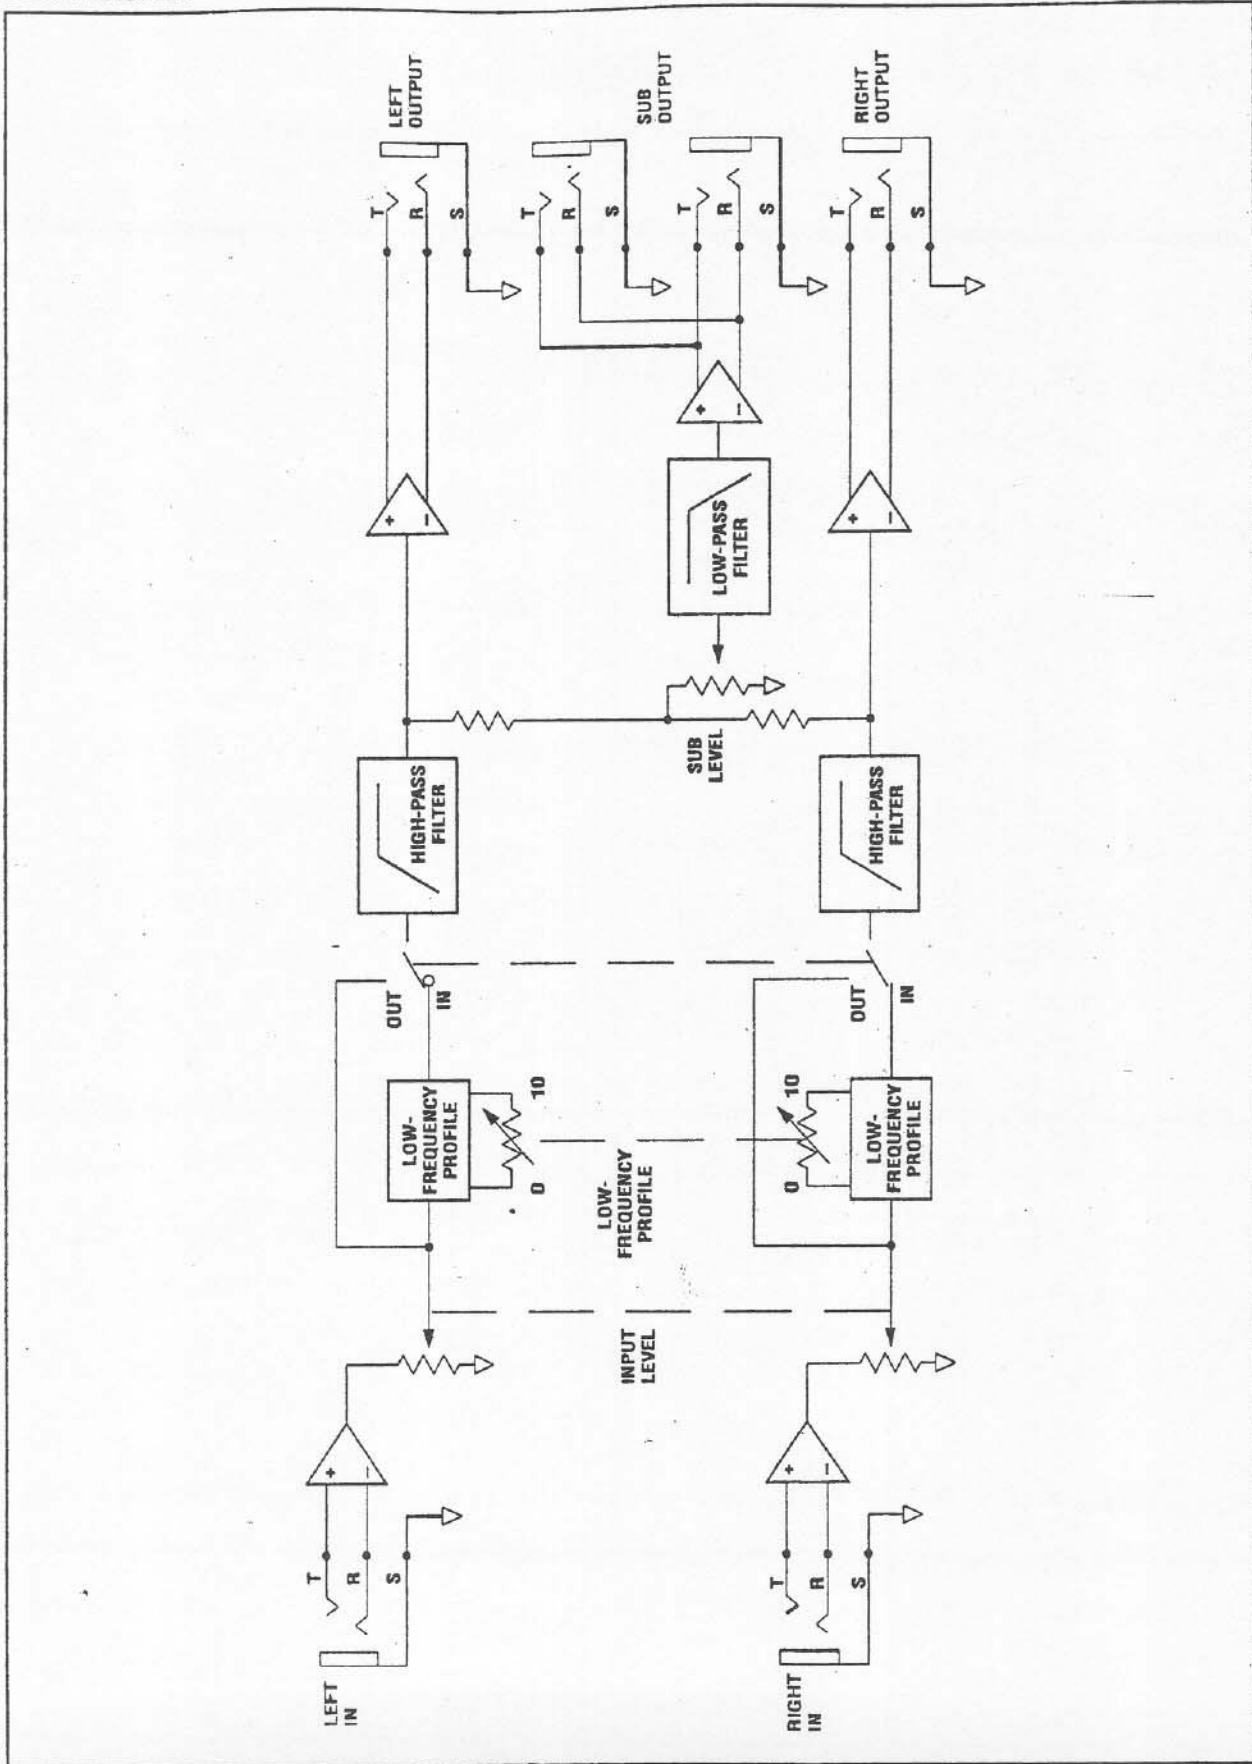 LEFT
IN
T
R
S
+
−
INPUT
LEVEL
LOW-
FREQUENCY
PROFILE
0
10
OUT
IN
HIGH-PASS
FILTER
+
−
T
R
S
LEFT
OUTPUT
LOW-
FREQUENCY
PROFILE
SUB
LEVEL
LOW-PASS
FILTER
+
−
T
R
S
T
R
S
SUB
OUTPUT
RIGHT
IN
T
R
S
+
−
0
10
LOW-
FREQUENCY
PROFILE
OUT
IN
HIGH-PASS
FILTER
+
−
T
R
S
RIGHT
OUTPUT